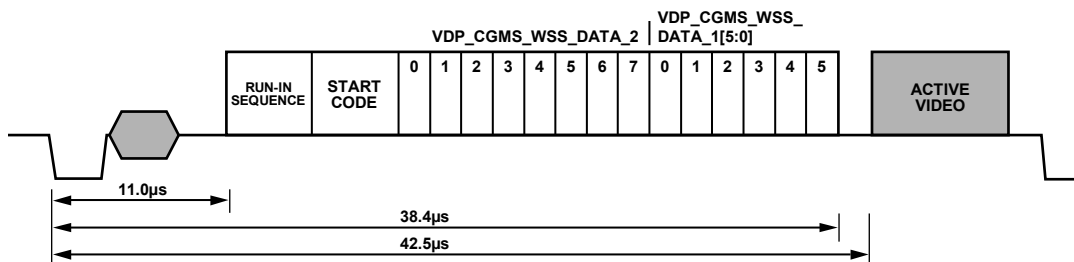 VDP_CGMS_WSS_DATA_2
VDP_CGMS_WSS_
DATA_1[5:0]
RUN-IN
SEQUENCE
START
CODE
0 1 2 3 4 5 6 7 0 1 2 3 4 5
ACTIVE
VIDEO
11.0µs
38.4µs
42.5µs